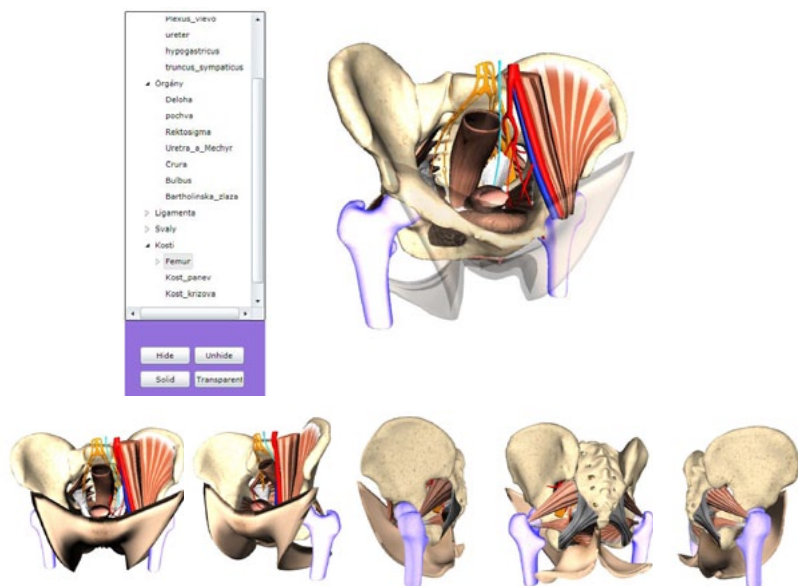 Plexus_vievo
ureter
hypogastricus
truncus_sympaticus
Orgány
Deloha
pochva
Rektosigma
Uretra_a_Mechyr
Crura
Bulbus
Bartholinska_zlaza
Ligamenta
Svaly
Kosti
Femur
Kost_panev
Kost_krizova
Hide
Unhide
Solid
Transparent